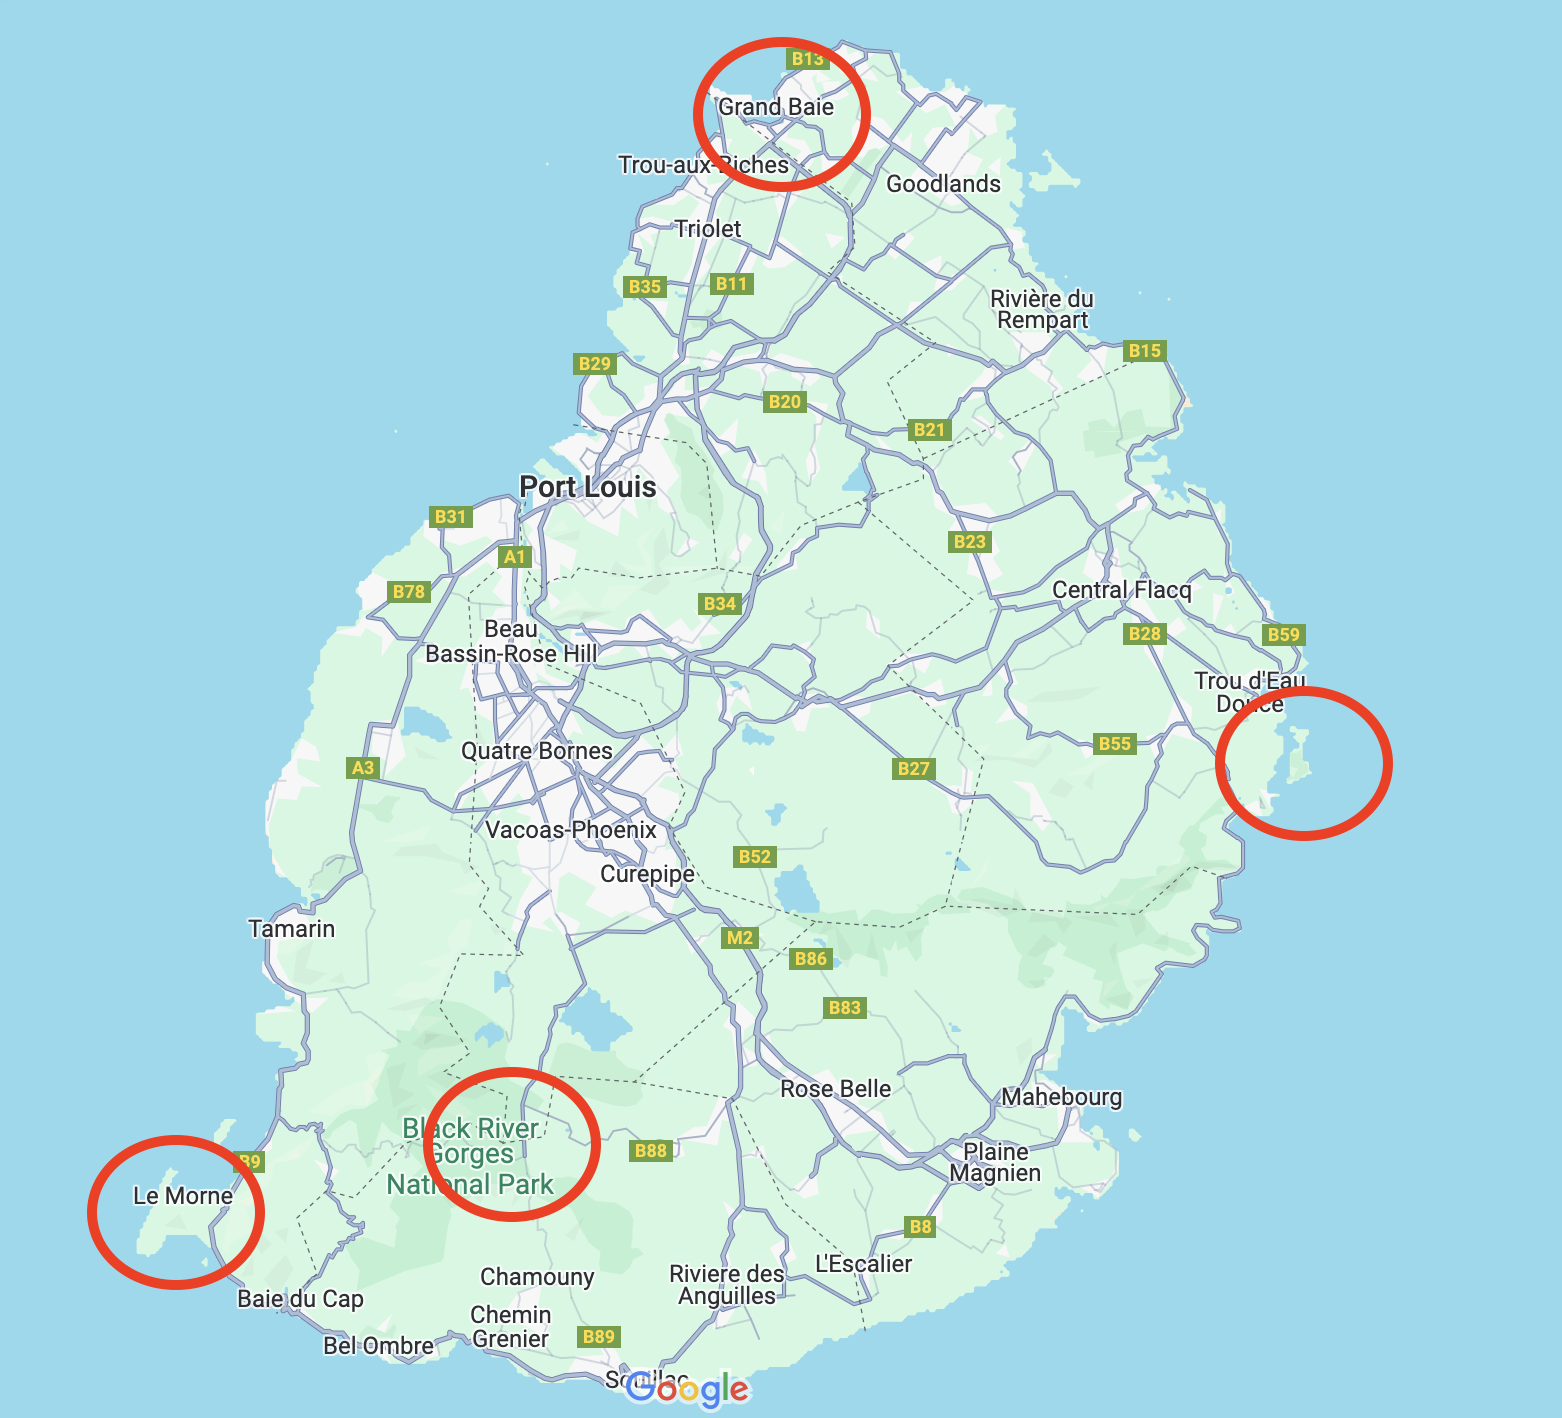 B13
Grand Baie
Trou-aux-Biches
Goodlands
Triolet
B35
B11
Rivière du
Rempart
B15
B29
B20
B21
Port Louis
B31
A1
B23
B78
Central Flacq
B34
Beau
Bassin-Rose Hill
B28
B59
Trou d'Eau
Douce
Quatre Bornes
B55
A3
B27
Vacoas-Phoenix
B52
Curepipe
Tamarin
M2
B86
B83
Rose Belle
Mahebourg
Black River
Gorges
National Park
B88
Plaine
Magnien
B9
Le Morne
B8
L'Escalier
Chamouny
Riviere des
Anguilles
Baie du Cap
Chemin
Grenier
B89
Bel Ombre
Souillac
Google